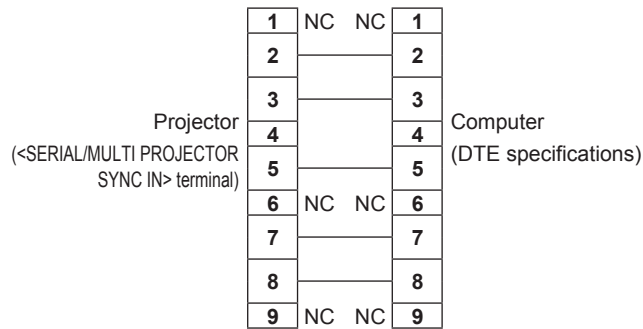 1 NC NC 1
2 2
3 3
Projector 4 4 Computer
(<SERIAL/MULTI PROJECTOR (DTE specifications)
SYNC IN> terminal) 5 5
6 NC NC 6
7 7
8 8
9 NC NC 9